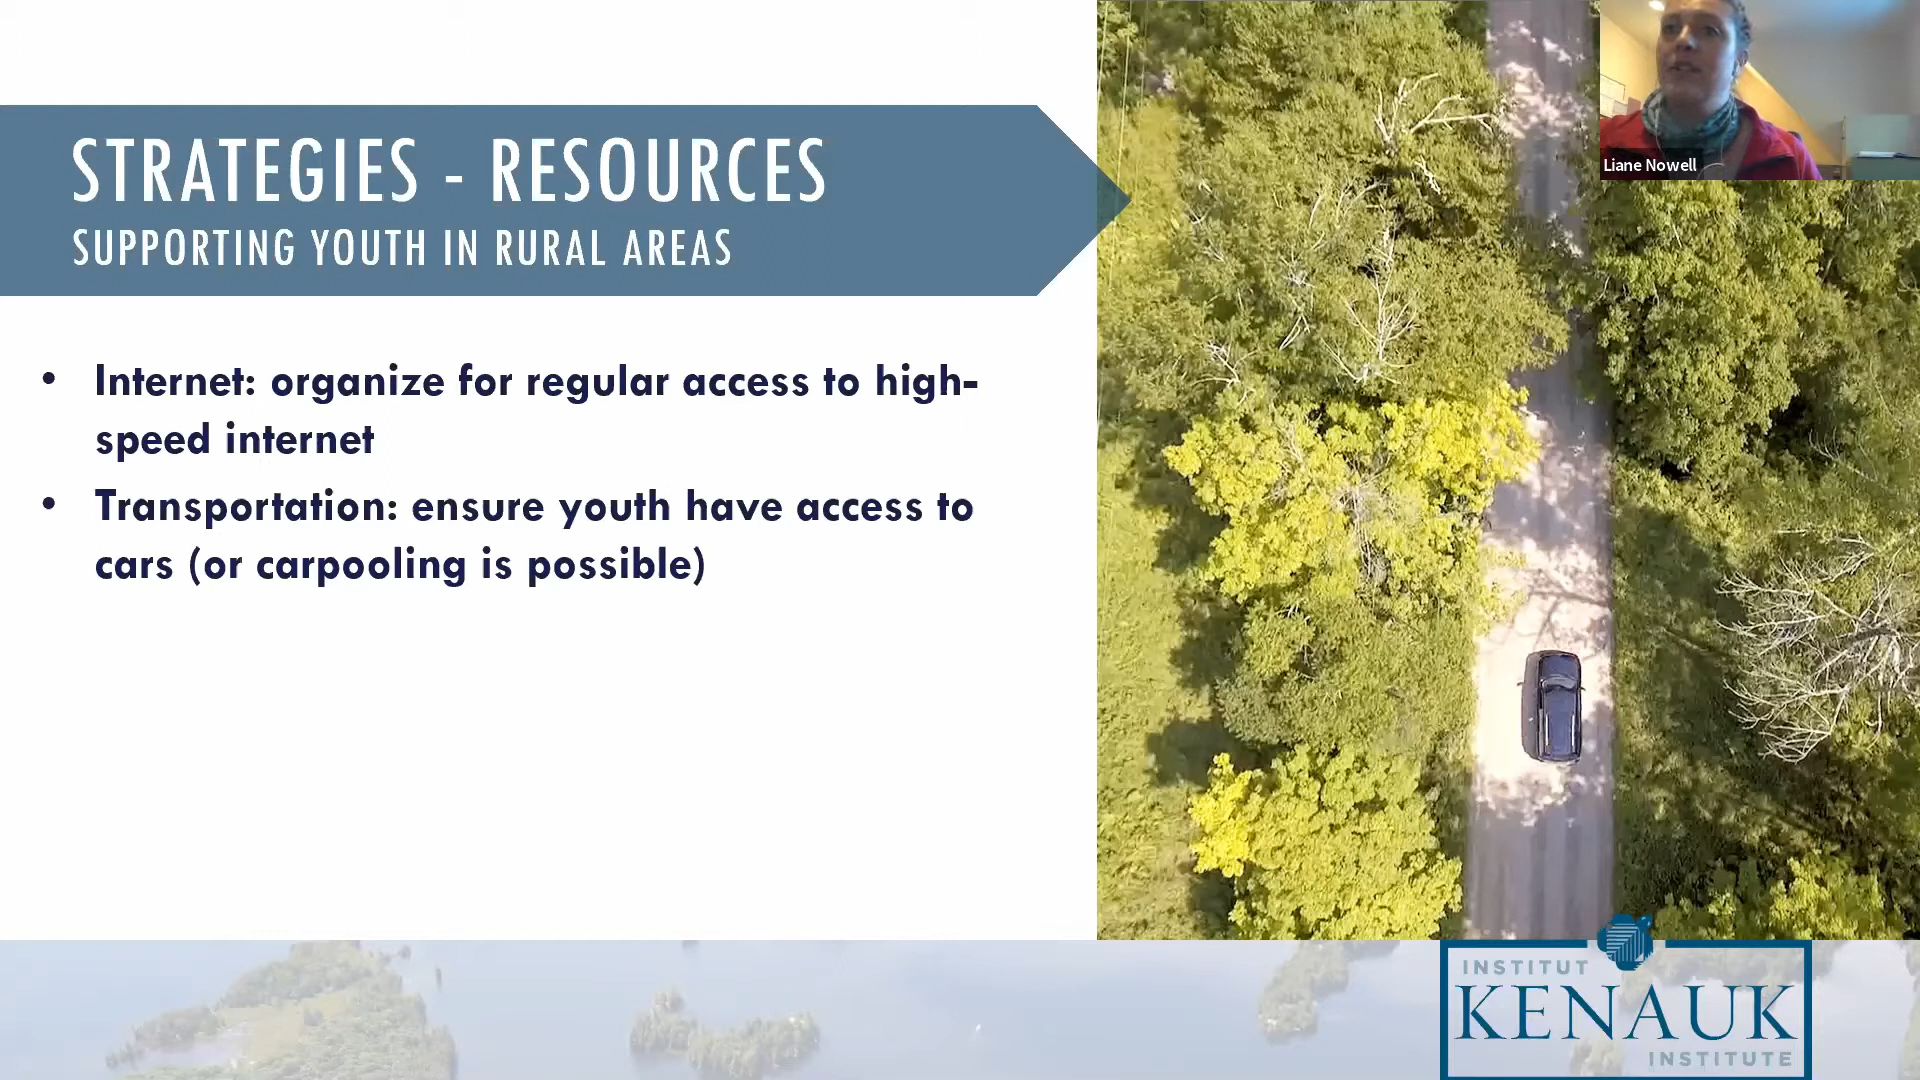 STRATEGIES - RESOURCES
SUPPORTING YOUTH IN RURAL AREAS
• Internet: organize for regular access to high-
speed internet
• Transportation: ensure youth have access to
cars (or carpooling is possible)
Liane Nowell
INSTITUT
KENAUK
INSTITUTE